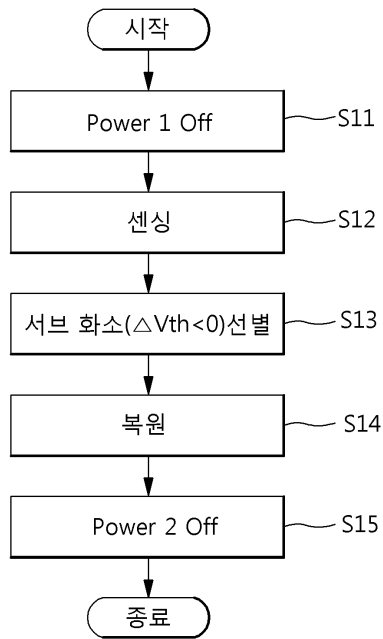 시작
Power 1 Off
S11
센싱
S12
서브 화소(△Vth<0)선별
S13
복원
S14
Power 2 Off
S15
종료